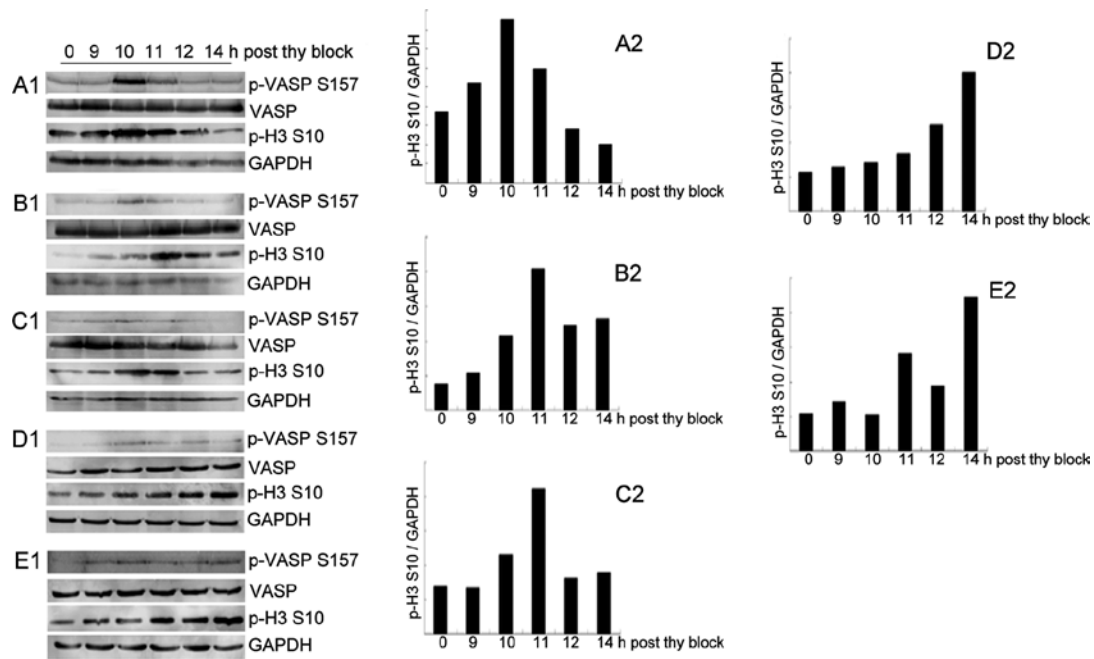 0 9 10 11 12 14 h post thy block
A1
p-VASP S157
VASP
p-H3 S10
GAPDH
B1
p-VASP S157
VASP
p-H3 S10
GAPDH
C1
p-VASP S157
VASP
p-H3 S10
GAPDH
D1
p-VASP S157
VASP
p-H3 S10
GAPDH
E1
p-VASP S157
VASP
p-H3 S10
GAPDH
A2
p-H3 S10 / GAPDH
0 9 10 11 12 14 h post thy block
B2
p-H3 S10 / GAPDH
0 9 10 11 12 14 h post thy block
C2
p-H3 S10 / GAPDH
0 9 10 11 12 14 h post thy block
D2
p-H3 S10 / GAPDH
0 9 10 11 12 14 h post thy block
E2
p-H3 S10 / GAPDH
0 9 10 11 12 14 h post thy block